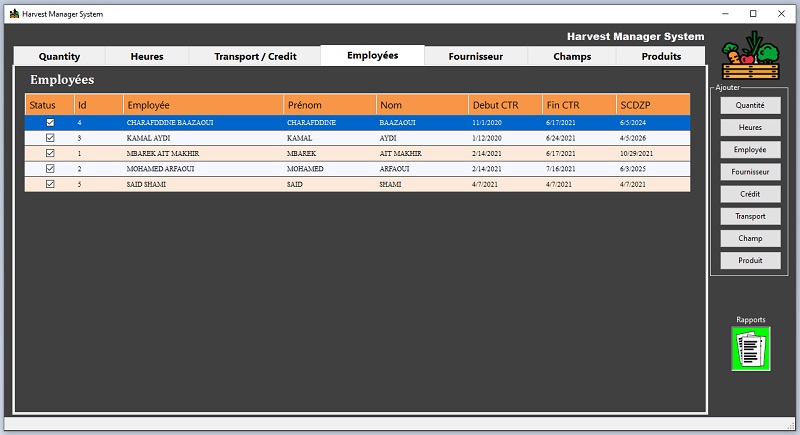 Harvest Manager System
Harvest Manager System
Quantity Heures Transport / Credit Employées Fournisseur Champs Produits
Employées
Status Id Employée Prénom Nom Debut CTR Fin CTR SCDZP
4 CHARAFDDINE BAAZAOUI CHARAFDDINE BAAZAOUI 11/1/2020 6/17/2021 6/5/2024
3 KAMAL AYDI KAMAL AYDI 1/12/2020 6/24/2021 4/5/2026
1 MBAREK AIT MAKHIR MBAREK AIT MAKHIR 2/14/2021 6/17/2021 10/29/2021
2 MOHAMED ARFAOUI MOHAMED ARFAOUI 2/14/2021 7/16/2021 6/3/2025
5 SAID SHAMI SAID SHAMI 4/7/2021 4/7/2021 4/7/2021
Ajouter
Quantité
Heures
Employée
Fournisseur
Crédit
Transport
Champ
Produit
Rapports